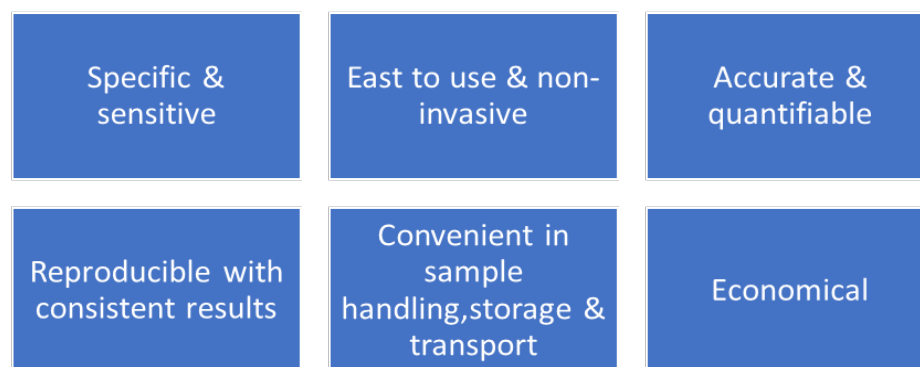 Specific &
sensitive
East to use & non-
invasive
Accurate &
quantifiable
Reproducible with
consistent results
Convenient in
sample
handling,storage &
transport
Economical